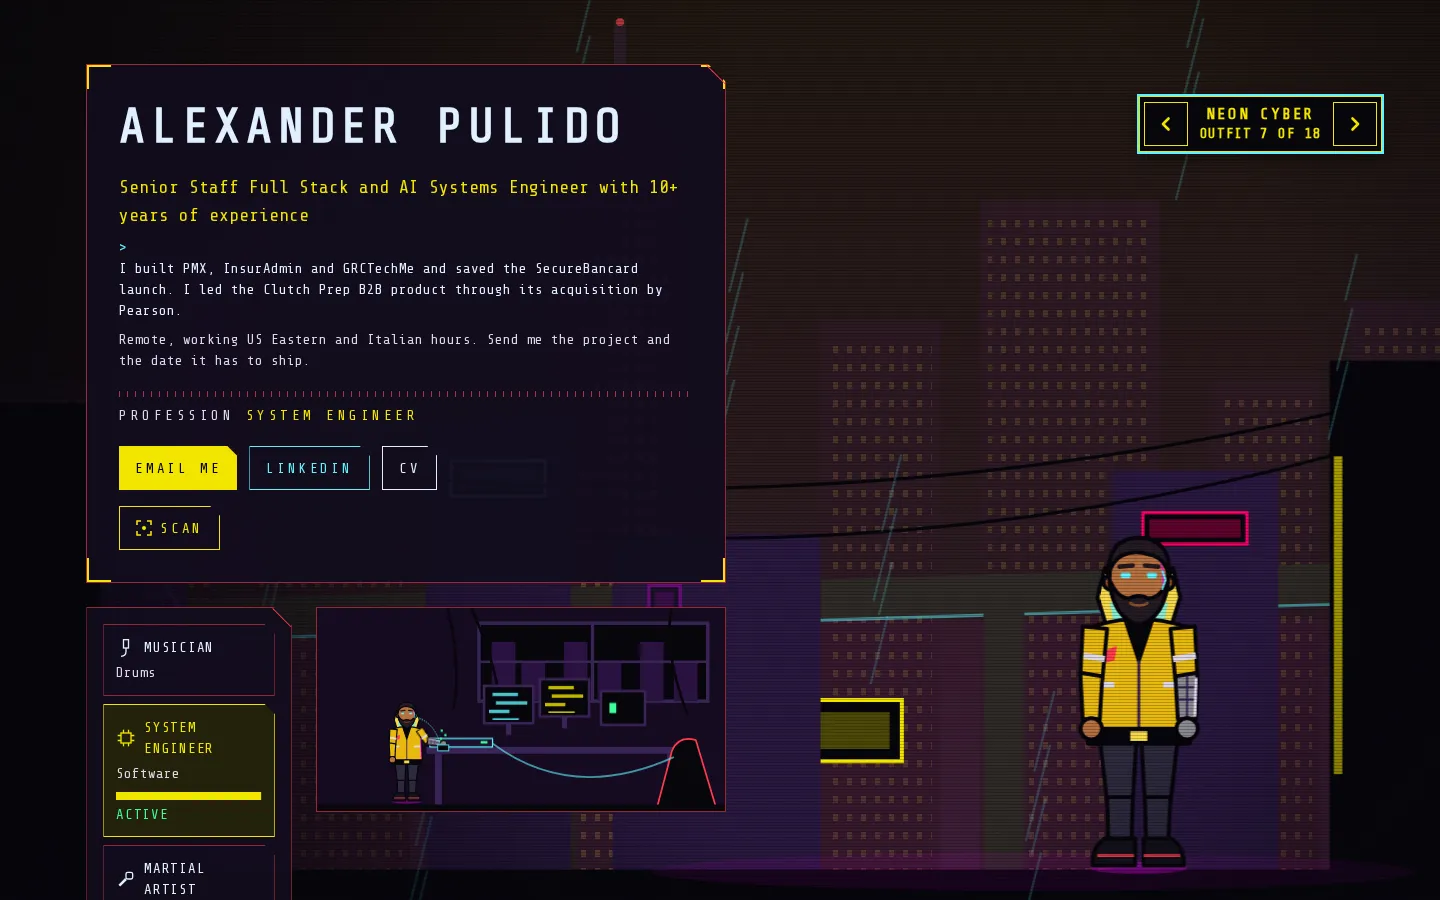 ALEXANDER PULIDO
Senior Staff Full Stack and AI Systems Engineer with 10+
years of experience
>
I built PMX, InsurAdmin and GRCTechMe and saved the SecureBancard
launch. I led the Clutch Prep B2B product through its acquisition by
Pearson.
Remote, working US Eastern and Italian hours. Send me the project and
the date it has to ship.
PROFESSION SYSTEM ENGINEER
EMAIL ME
LINKEDIN
CV
SCAN
NEON CYBER
OUTFIT 7 OF 18
MUSICIAN
Drums
SYSTEM
ENGINEER
Software
ACTIVE
MARTIAL
ARTIST